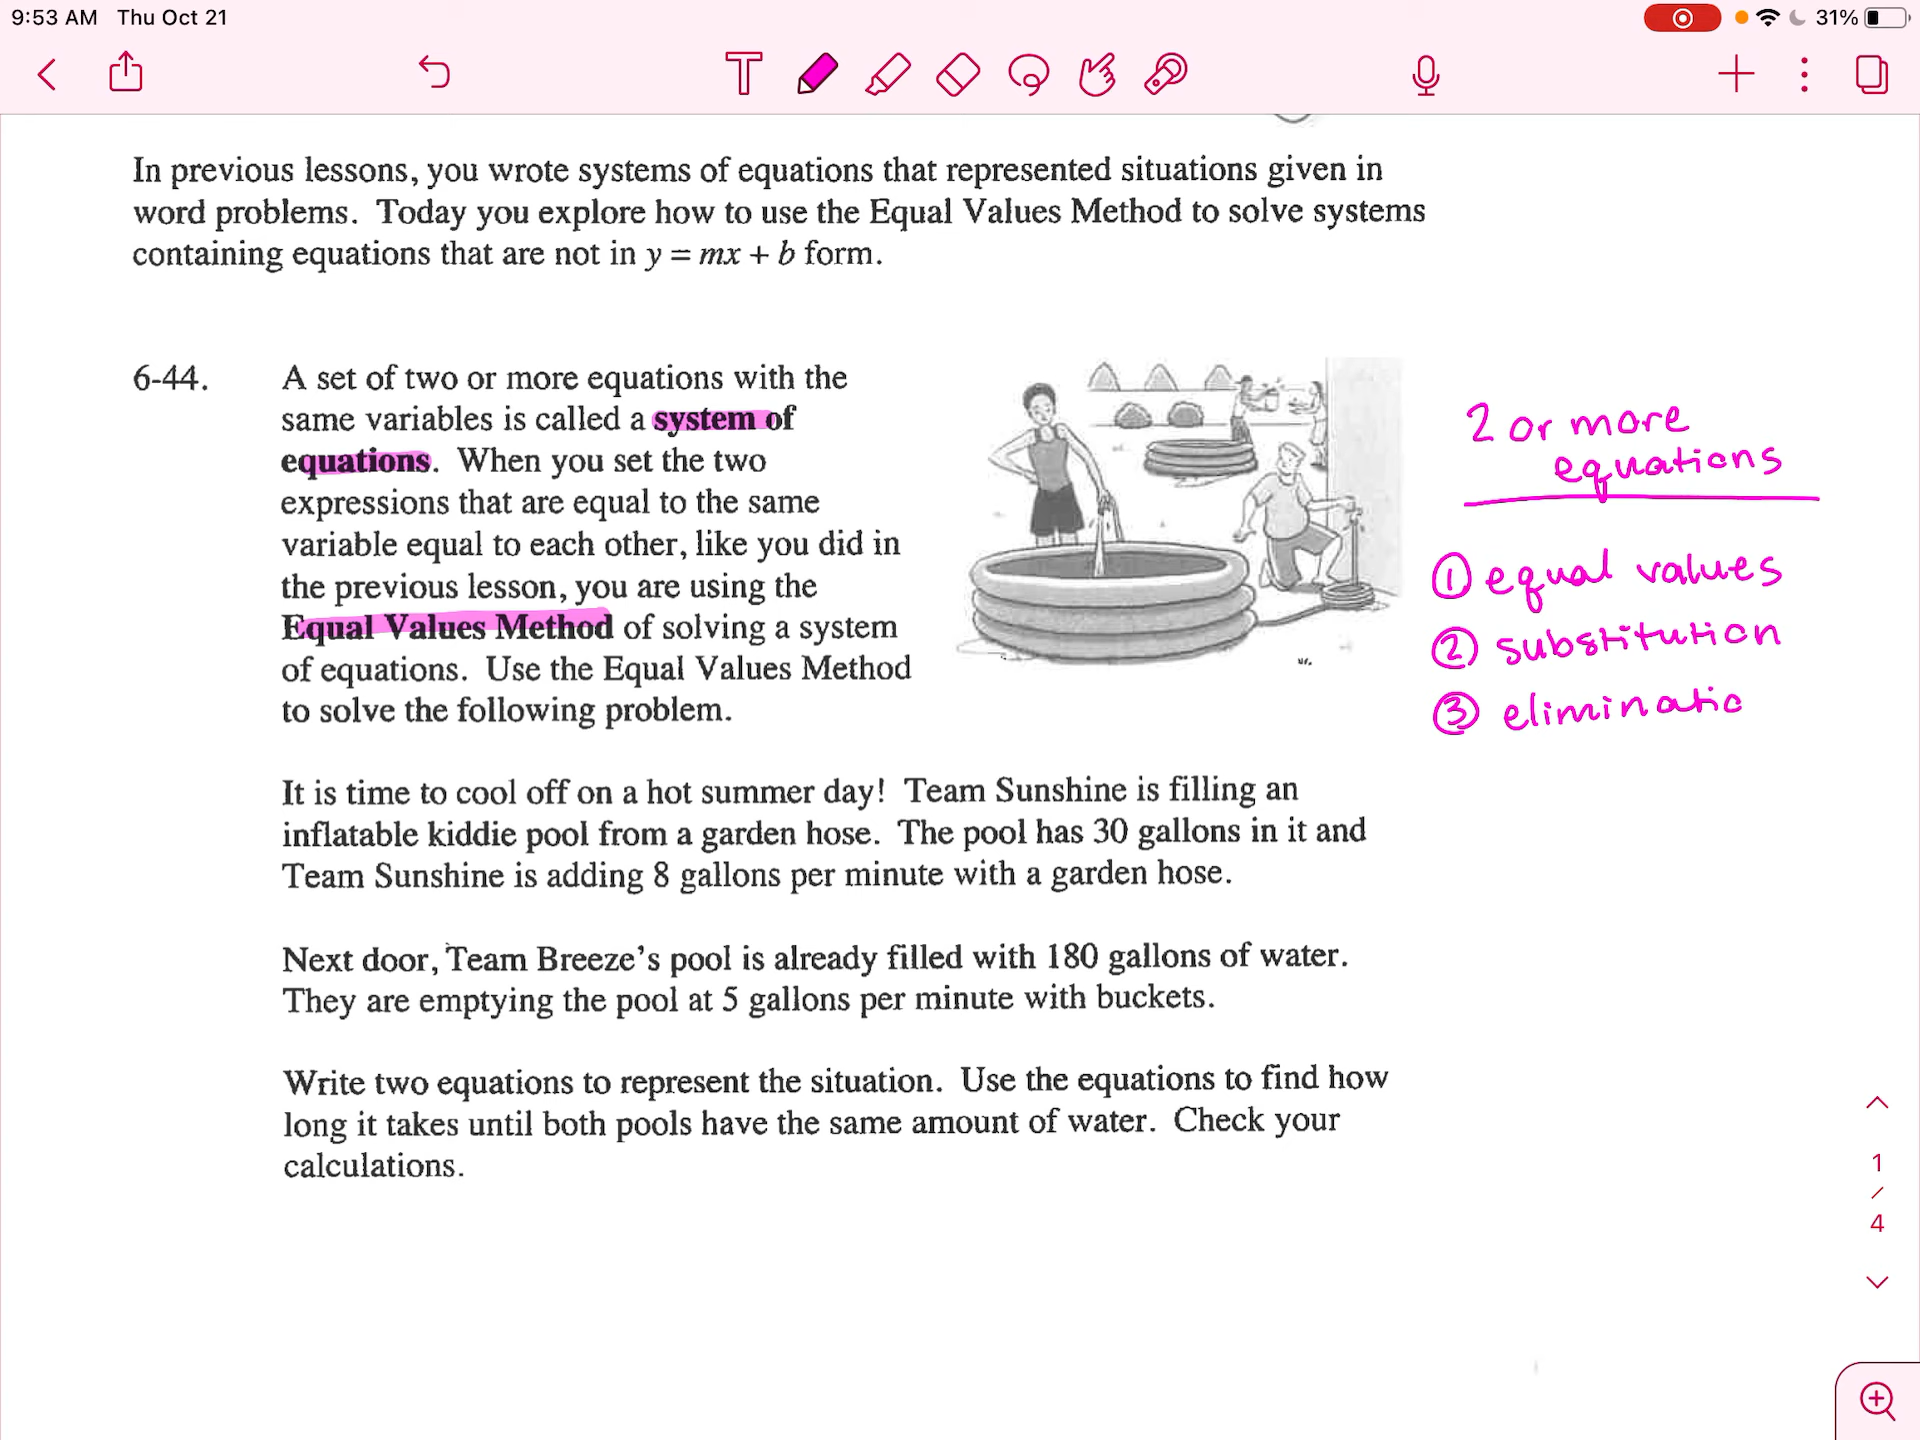 9:53 AM Thu Oct 21
31%
T
In previous lessons, you wrote systems of equations that represented situations given in
word problems. Today you explore how to use the Equal Values Method to solve systems
containing equations that are not in y = mx + b form.
6-44. A set of two or more equations with the
same variables is called a system of
equations. When you set the two
expressions that are equal to the same
variable equal to each other, like you did in
the previous lesson, you are using the
Equal Values Method of solving a system
of equations. Use the Equal Values Method
to solve the following problem.
2 or more
equations
① equal values
② substitution
③ eliminatio
It is time to cool off on a hot summer day! Team Sunshine is filling an
inflatable kiddie pool from a garden hose. The pool has 30 gallons in it and
Team Sunshine is adding 8 gallons per minute with a garden hose.
Next door, Team Breeze's pool is already filled with 180 gallons of water.
They are emptying the pool at 5 gallons per minute with buckets.
Write two equations to represent the situation. Use the equations to find how
long it takes until both pools have the same amount of water. Check your
calculations.
1
/
4